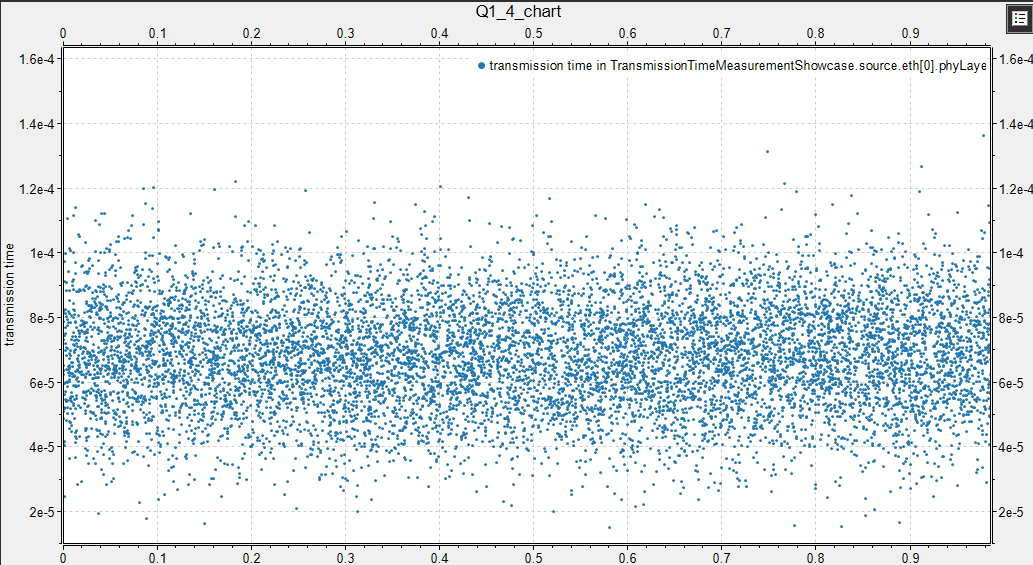 Q1_4_chart
0 0.1 0.2 0.3 0.4 0.5 0.6 0.7 0.8 0.9
transmission time in TransmissionTimeMeasurementShowcase.source.eth[0].phyLaye
1.6e-4 1.6e-4
1.4e-4 1.4e-4
1.2e-4 1.2e-4
1e-4 1e-4
8e-5 8e-5
6e-5 6e-5
4e-5 4e-5
2e-5 2e-5
transmission time
0 0.1 0.2 0.3 0.4 0.5 0.6 0.7 0.8 0.9